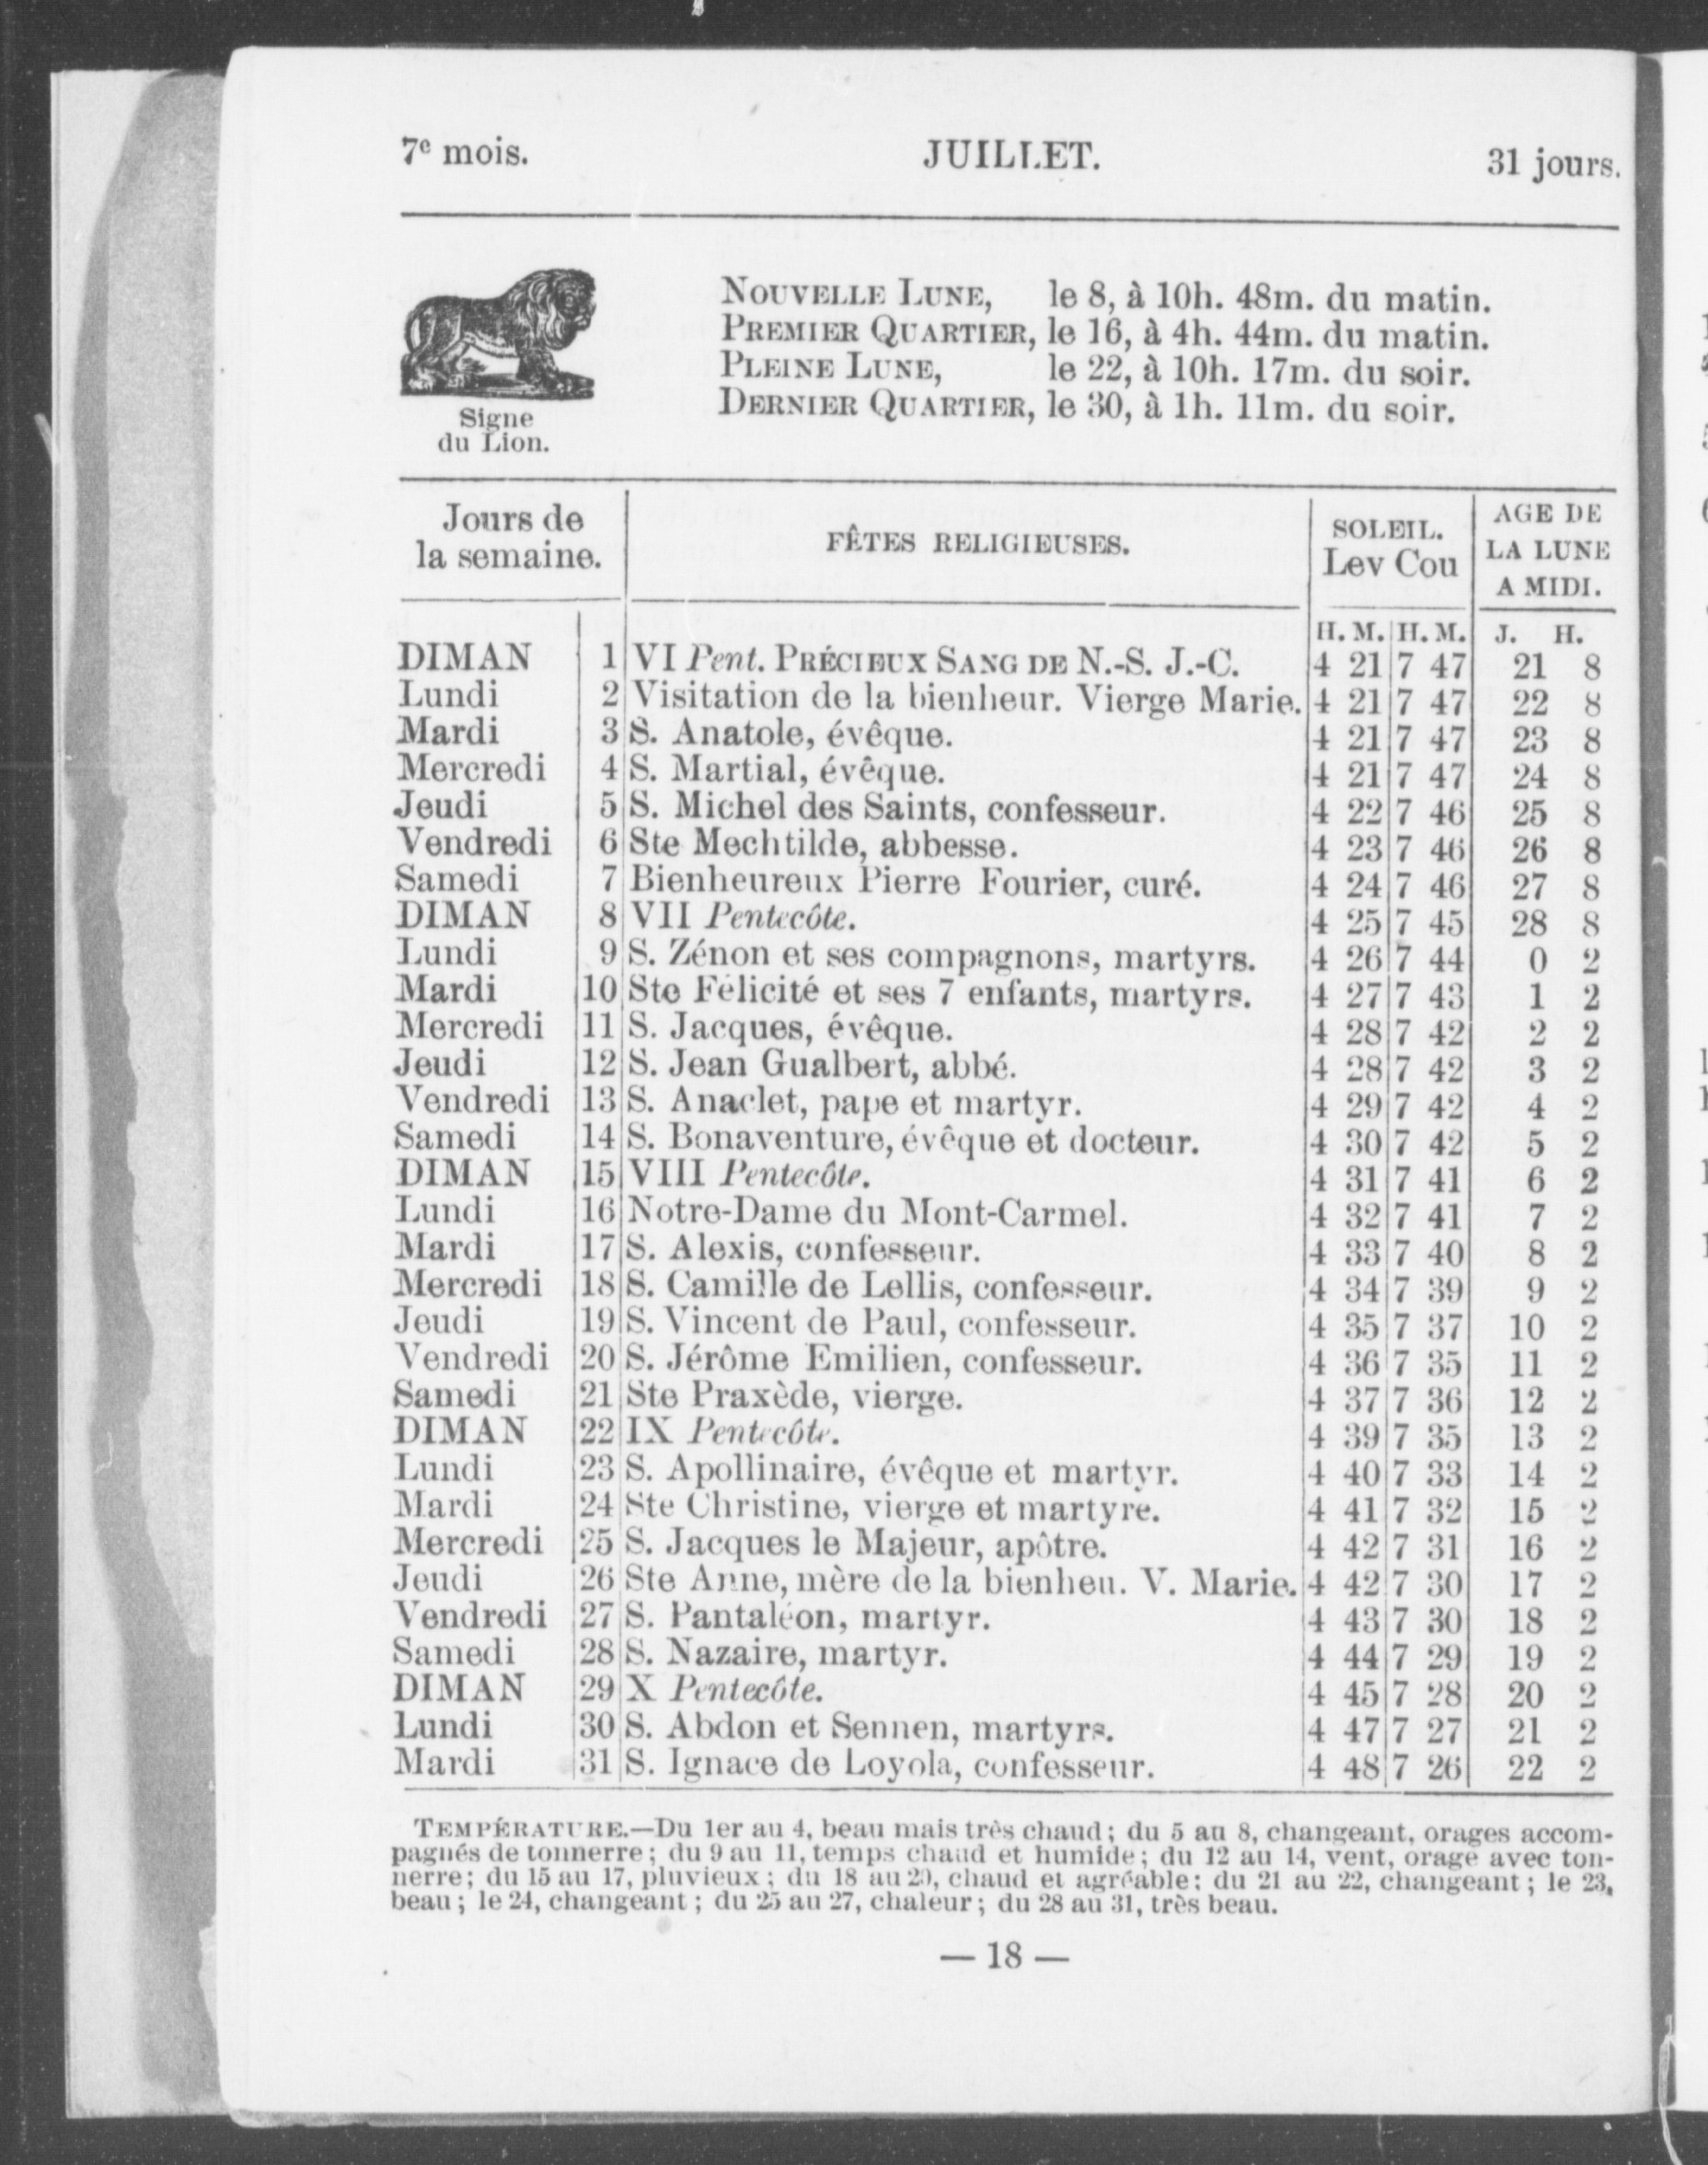 7e mois.
JUILLET.
31 jours.
NOUVELLE LUNE, le 8, à 10h. 48m. du matin.
PREMIER QUARTIER, le 16, à 4h. 44m. du matin.
PLEINE LUNE, le 22, à 10h. 17m. du soir.
DERNIER QUARTIER, le 30, à 1h. 11m. du soir.
Signe
du Lion.
Jours de
la semaine.
FÊTES RELIGIEUSES.
SOLEIL.
Lev Cou
AGE DE
LA LUNE
A MIDI.
H. M. H. M. J. H.
DIMAN 1 VI Pent. PRÉCIEUX SANG DE N.-S. J.-C. 4 21 7 47 21 8
Lundi 2 Visitation de la bienheur. Vierge Marie. 4 21 7 47 22 8
Mardi 3 S. Anatole, évêque. 4 21 7 47 23 8
Mercredi 4 S. Martial, évêque. 4 21 7 47 24 8
Jeudi 5 S. Michel des Saints, confesseur. 4 22 7 46 25 8
Vendredi 6 Ste Mechtilde, abbesse. 4 23 7 46 26 8
Samedi 7 Bienheureux Pierre Fourier, curé. 4 24 7 46 27 8
DIMAN 8 VII Pentecôte. 4 25 7 45 28 8
Lundi 9 S. Zénon et ses compagnons, martyrs. 4 26 7 44 0 2
Mardi 10 Ste Félicité et ses 7 enfants, martyrs. 4 27 7 43 1 2
Mercredi 11 S. Jacques, évêque. 4 28 7 42 2 2
Jeudi 12 S. Jean Gualbert, abbé. 4 28 7 42 3 2
Vendredi 13 S. Anaclet, pape et martyr. 4 29 7 42 4 2
Samedi 14 S. Bonaventure, évêque et docteur. 4 30 7 42 5 2
DIMAN 15 VIII Pentecôte. 4 31 7 41 6 2
Lundi 16 Notre-Dame du Mont-Carmel. 4 32 7 41 7 2
Mardi 17 S. Alexis, confesseur. 4 33 7 40 8 2
Mercredi 18 S. Camille de Lellis, confesseur. 4 34 7 39 9 2
Jeudi 19 S. Vincent de Paul, confesseur. 4 35 7 37 10 2
Vendredi 20 S. Jérôme Emilien, confesseur. 4 36 7 35 11 2
Samedi 21 Ste Praxède, vierge. 4 37 7 36 12 2
DIMAN 22 IX Pentecôte. 4 39 7 35 13 2
Lundi 23 S. Apollinaire, évêque et martyr. 4 40 7 33 14 2
Mardi 24 Ste Christine, vierge et martyre. 4 41 7 32 15 2
Mercredi 25 S. Jacques le Majeur, apôtre. 4 42 7 31 16 2
Jeudi 26 Ste Anne, mère de la bienheu. V. Marie. 4 42 7 30 17 2
Vendredi 27 S. Pantaléon, martyr. 4 43 7 30 18 2
Samedi 28 S. Nazaire, martyr. 4 44 7 29 19 2
DIMAN 29 X Pentecôte. 4 45 7 28 20 2
Lundi 30 S. Abdon et Sennen, martyrs. 4 47 7 27 21 2
Mardi 31 S. Ignace de Loyola, confesseur. 4 48 7 26 22 2
TEMPÉRATURE.—Du 1er au 4, beau mais très chaud; du 5 au 8, changeant, orages accom-
pagnés de tonnerre; du 9 au 11, temps chaud et humide; du 12 au 14, vent, orage avec ton-
nerre; du 15 au 17, pluvieux; du 18 au 20, chaud et agréable; du 21 au 22, changeant; le 23,
beau; le 24, changeant; du 25 au 27, chaleur; du 28 au 31, très beau.
— 18 —